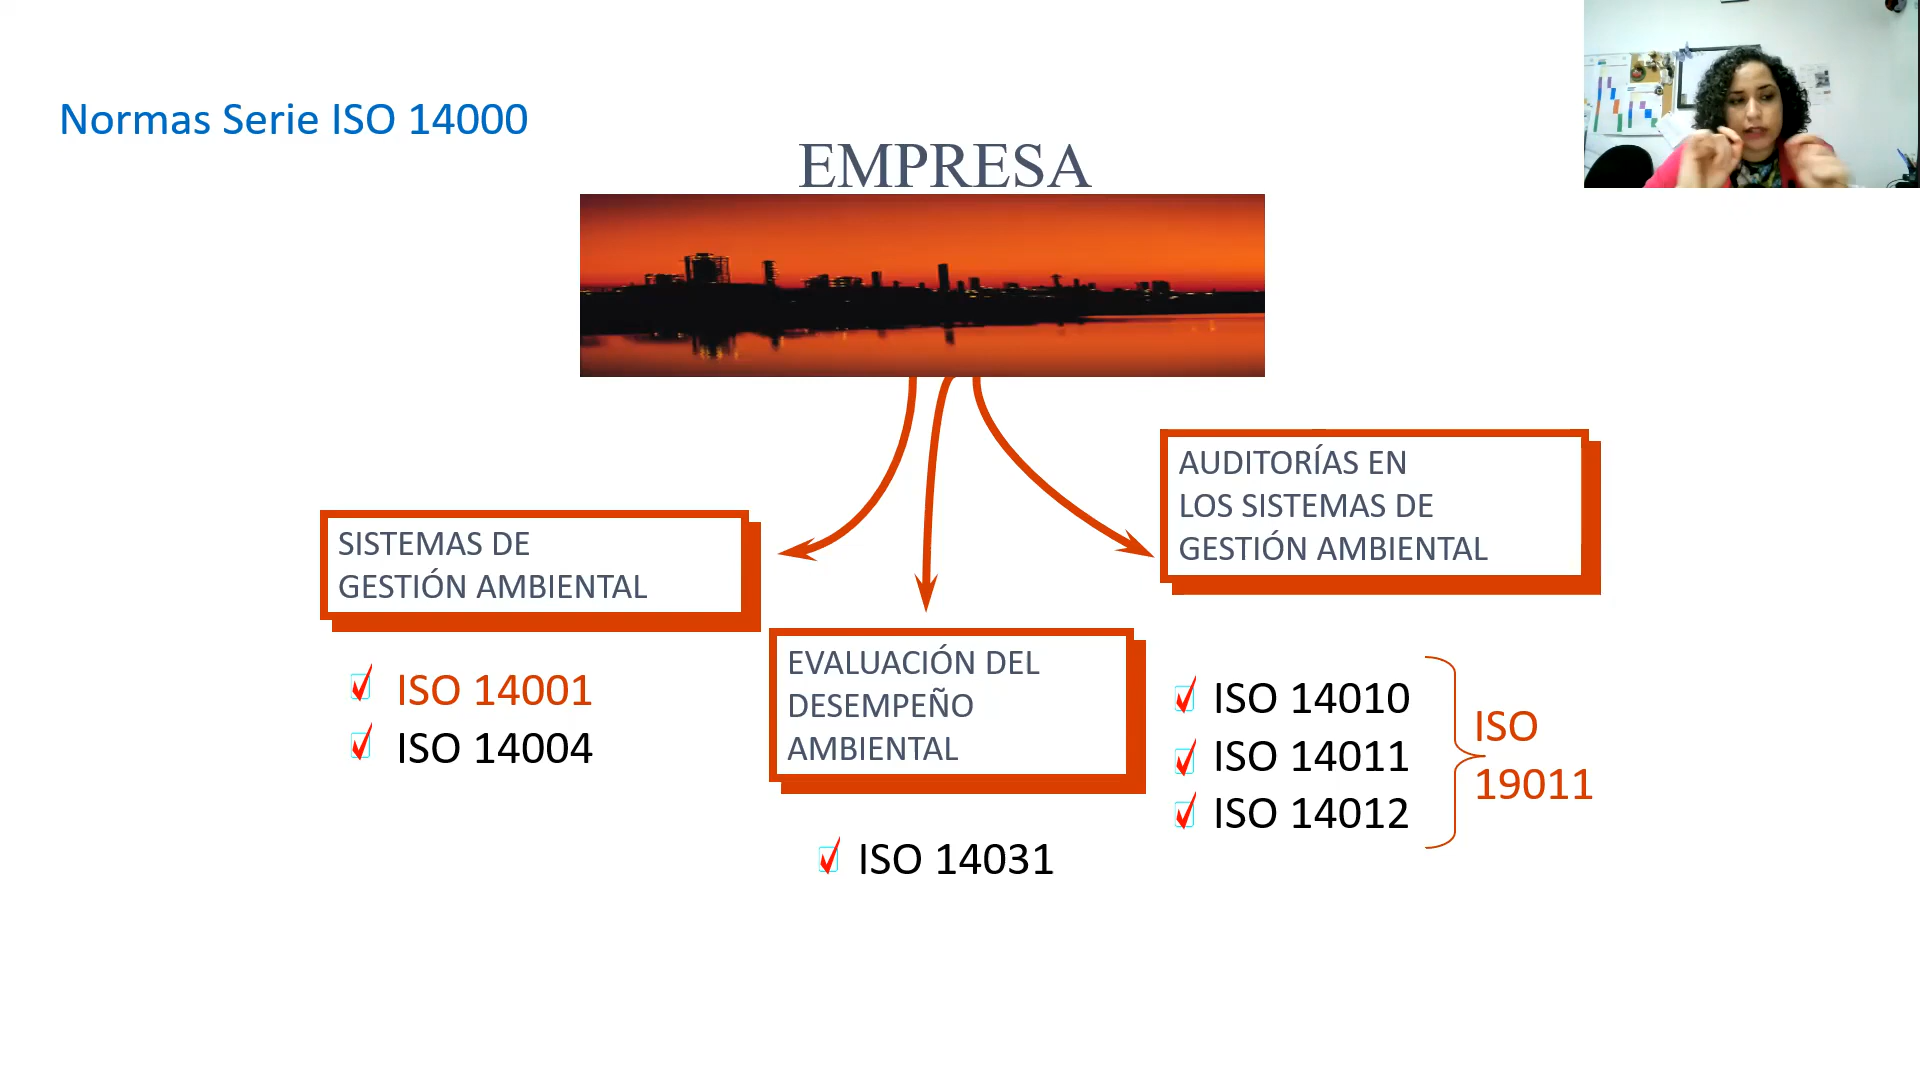 Normas Serie ISO 14000
EMPRESA
SISTEMAS DE
GESTIÓN AMBIENTAL
ISO 14001
ISO 14004
EVALUACIÓN DEL
DESEMPEÑO
AMBIENTAL
ISO 14031
AUDITORÍAS EN
LOS SISTEMAS DE
GESTIÓN AMBIENTAL
ISO 14010
ISO 14011
ISO 14012
ISO
19011